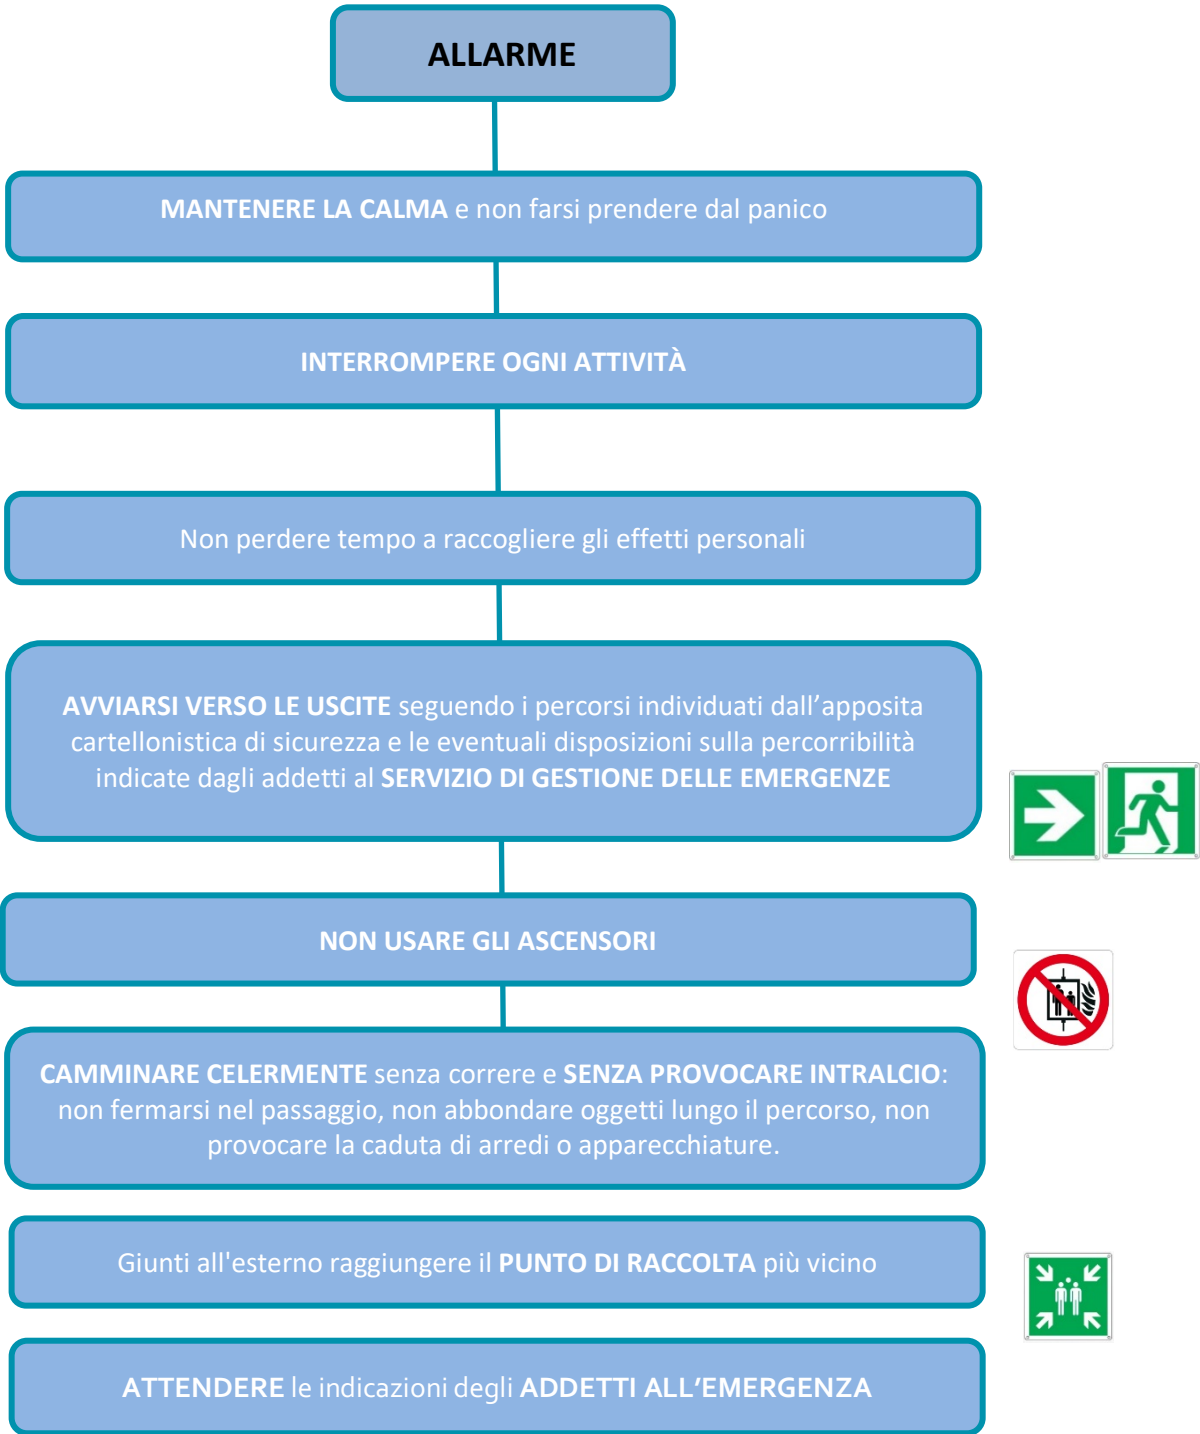 ALLARME
MANTENERE LA CALMA e non farsi prendere dal panico
INTERROMPERE OGNI ATTIVITÀ
Non perdere tempo a raccogliere gli effetti personali
AVVIARSI VERSO LE USCITE seguendo i percorsi individuati dall’apposita
cartellonistica di sicurezza e le eventuali disposizioni sulla percorribilità
indicate dagli addetti al SERVIZIO DI GESTIONE DELLE EMERGENZE
NON USARE GLI ASCENSORI
CAMMINARE CELERMENTE senza correre e SENZA PROVOCARE INTRALCIO:
non fermarsi nel passaggio, non abbondare oggetti lungo il percorso, non
provocare la caduta di arredi o apparecchiature.
Giunti all'esterno raggiungere il PUNTO DI RACCOLTA più vicino
ATTENDERE le indicazioni degli ADDETTI ALL’EMERGENZA